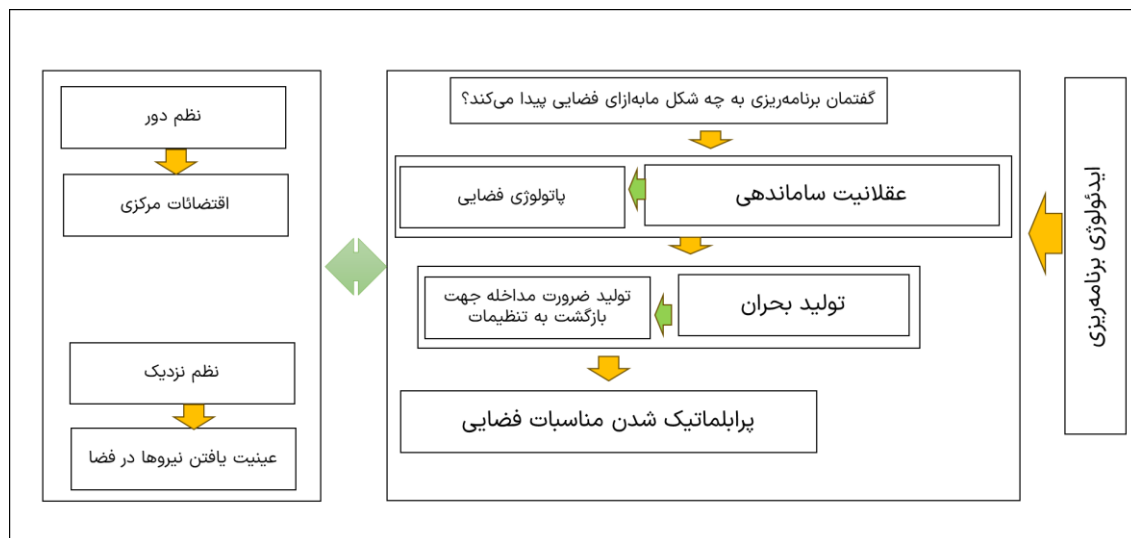 ایدئولوژی برنامه‌ریزی
گفتمان برنامه‌ریزی به چه شکل مابه‌ازای فضایی پیدا می‌کند؟
عقلانیت ساماندهی
پاتولوژی فضایی
تولید بحران
تولید ضرورت مداخله جهت
بازگشت به تنظیمات
پرابلماتیک شدن مناسبات فضایی
نظم دور
اقتضائات مرکزی
نظم نزدیک
عینیت یافتن نیروها در فضا